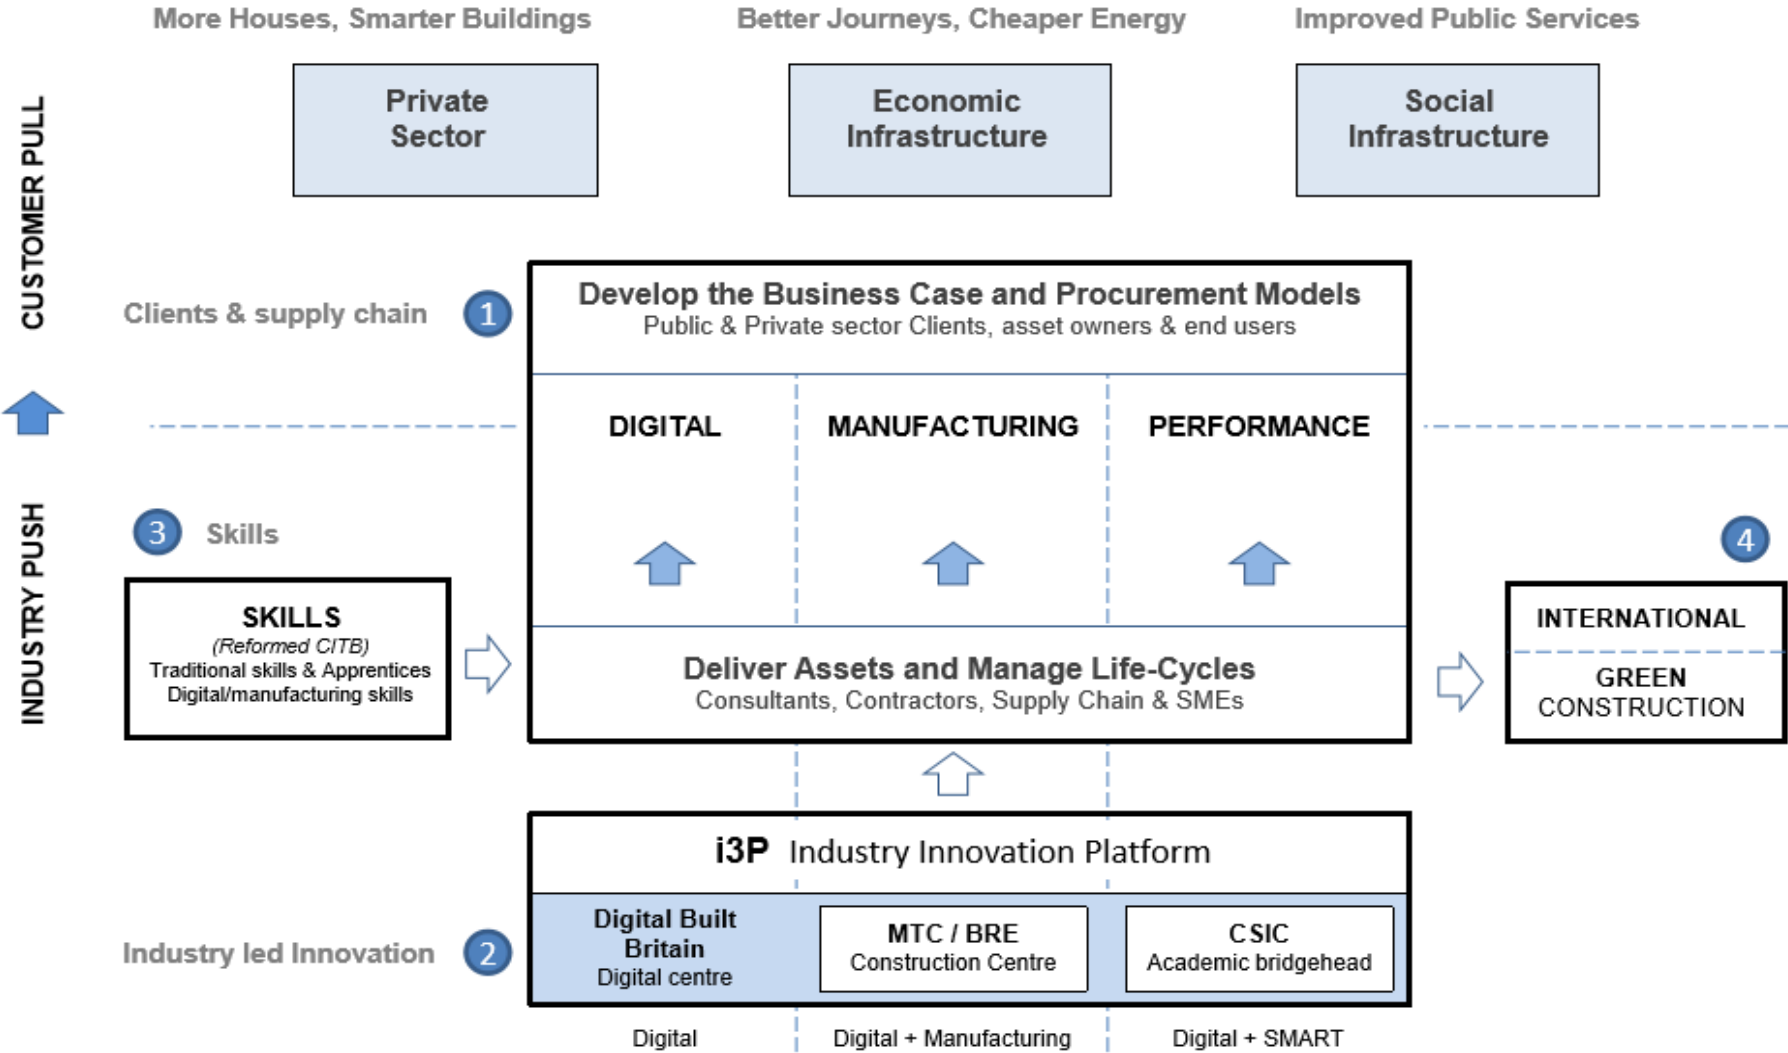 More Houses, Smarter Buildings
Better Journeys, Cheaper Energy
Improved Public Services
Private
Sector
Economic
Infrastructure
Social
Infrastructure
CUSTOMER PULL
Clients & supply chain
1
Develop the Business Case and Procurement Models
Public & Private sector Clients, asset owners & end users
DIGITAL
MANUFACTURING
PERFORMANCE
INDUSTRY PUSH
3
Skills
SKILLS
(Reformed CITB)
Traditional skills & Apprentices
Digital/manufacturing skills
Deliver Assets and Manage Life-Cycles
Consultants, Contractors, Supply Chain & SMEs
4
INTERNATIONAL
GREEN
CONSTRUCTION
i3P Industry Innovation Platform
Industry led Innovation
2
Digital Built
Britain
Digital centre
MTC / BRE
Construction Centre
CSIC
Academic bridgehead
Digital
Digital + Manufacturing
Digital + SMART